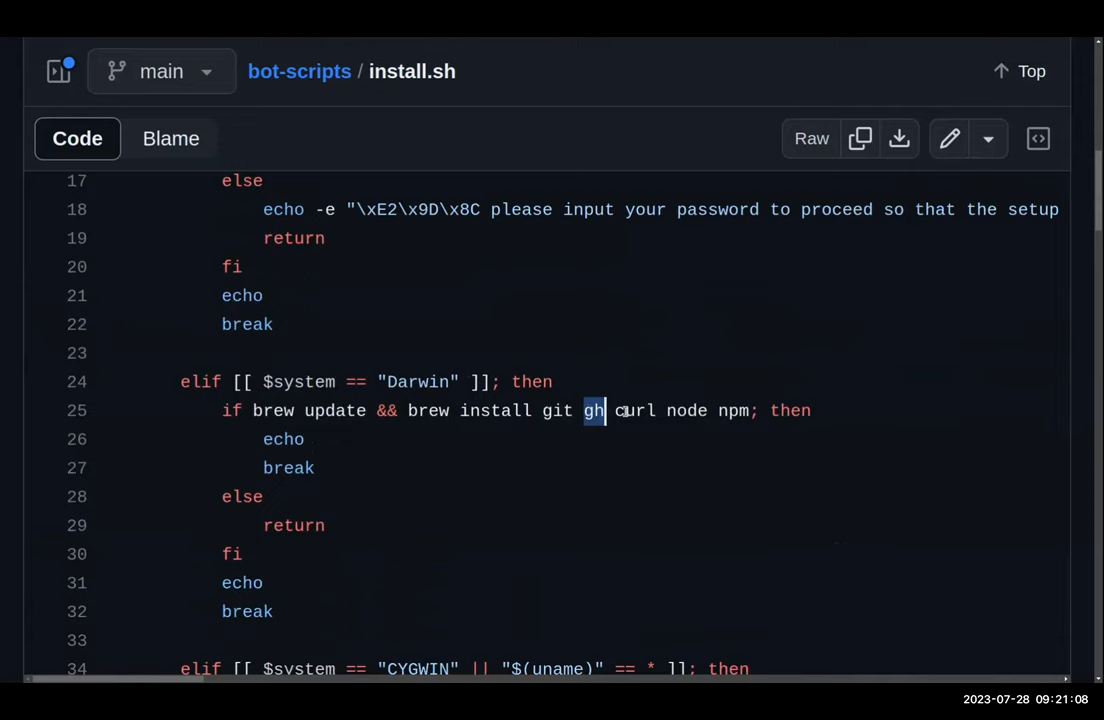 main bot-scripts / install.sh Top
Code Blame Raw
17 else
18 echo -e "\xE2\x9D\x8C please input your password to proceed so that the setup
19 return
20 fi
21 echo
22 break
23
24 elif [[ $system == "Darwin" ]]; then
25 if brew update && brew install git gh curl node npm; then
26 echo
27 break
28 else
29 return
30 fi
31 echo
32 break
33
34 elif [[ $system == "CYGWIN" || "$(uname)" == * ]]; then
2023-07-28 09:21:08